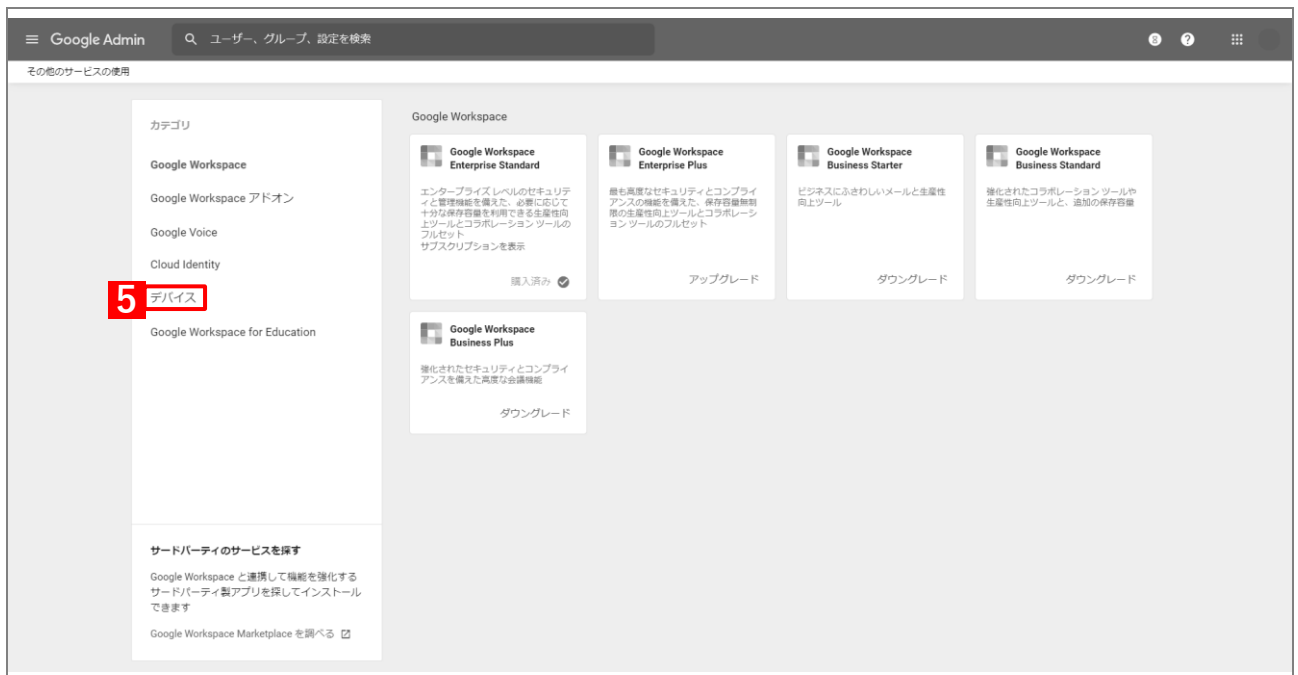 Google Admin
ユーザー、グループ、設定を検索
その他のサービスの使用
カテゴリ
Google Workspace
Google Workspace アドオン
Google Voice
Cloud Identity
5
デバイス
Google Workspace for Education
サードパーティのサービスを探す
Google Workspace と連携して機能を強化する
サードパーティ製アプリを探してインストール
できます
Google Workspace Marketplace を調べる
Google Workspace
Google Workspace
Enterprise Standard
エンタープライズ レベルのセキュリテ
ィと管理機能を備えた、必要に応じて
十分な保存容量を利用できる生産性向
上ツールとコラボレーション ツールの
フルセット
サブスクリプションを表示
購入済み
Google Workspace
Enterprise Plus
最も高度なセキュリティとコンプライ
アンスの機能を備えた、保存容量無制
限の生産性向上ツールとコラボレーシ
ョン ツールのフルセット
アップグレード
Google Workspace
Business Starter
ビジネスにふさわしいメールと生産性
向上ツール
ダウングレード
Google Workspace
Business Standard
強化されたコラボレーション ツールや
生産性向上ツールと、追加の保存容量
ダウングレード
Google Workspace
Business Plus
強化されたセキュリティとコンプライ
アンスを備えた高度な会議機能
ダウングレード